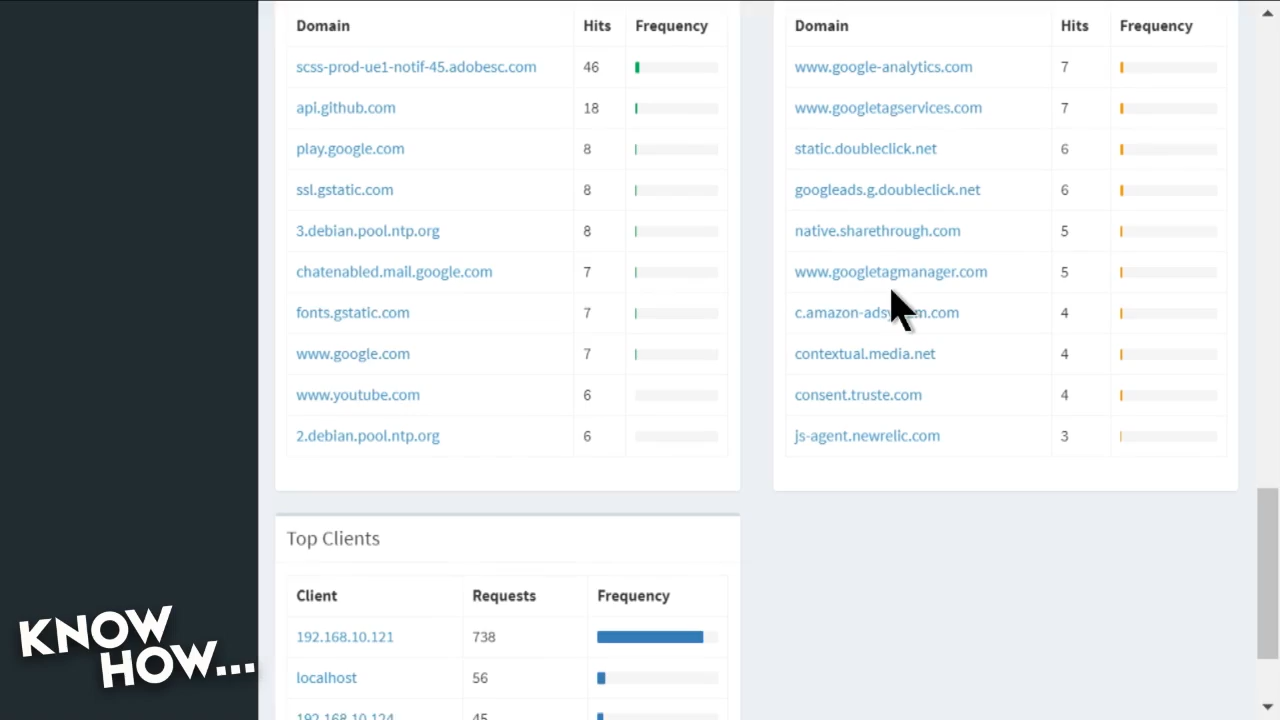 Domain Hits Frequency
scss-prod-ue1-notif-45.adobesc.com 46
api.github.com 18
play.google.com 8
ssl.gstatic.com 8
3.debian.pool.ntp.org 8
chatenabled.mail.google.com 7
fonts.gstatic.com 7
www.google.com 7
www.youtube.com 6
2.debian.pool.ntp.org 6
Domain Hits Frequency
www.google-analytics.com 7
www.googletagservices.com 7
static.doubleclick.net 6
googleads.g.doubleclick.net 6
native.sharethrough.com 5
www.googletagmanager.com 5
4
contextual.media.net 4
consent.truste.com 4
js-agent.newrelic.com 3
Top Clients
Client Requests Frequency
192.168.10.121 738
localhost 56
192.168.10.124 45
KNOW
HOW...